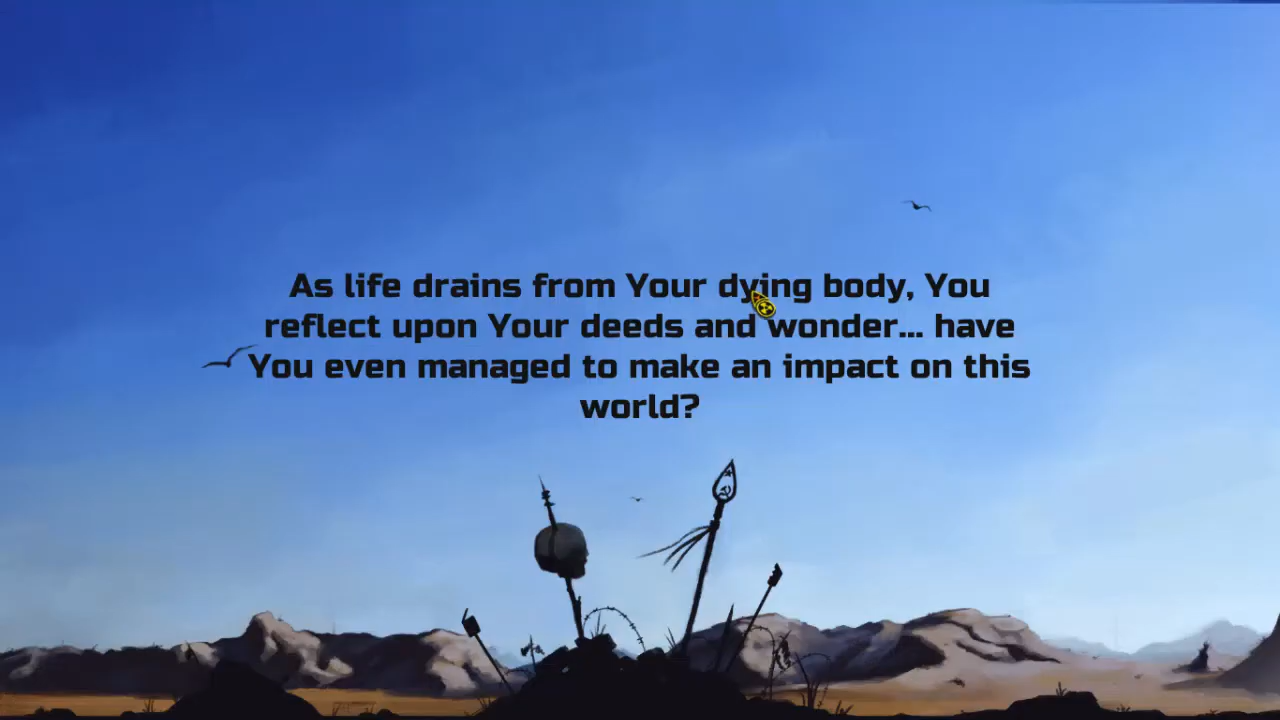 As life drains from Your dying body, You
reflect upon Your deeds and wonder... have
You even managed to make an impact on this
world?